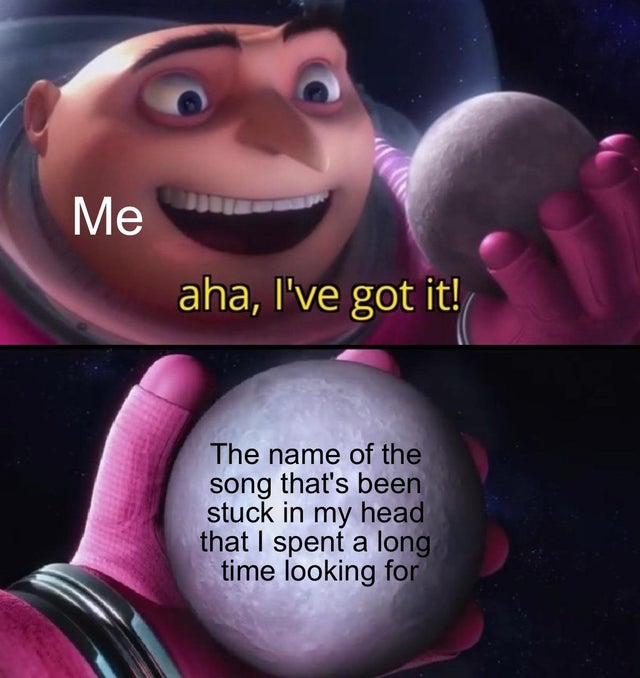 Me
aha, I've got it!
The name of the
song that's been
stuck in my head
that I spent a long
time looking for